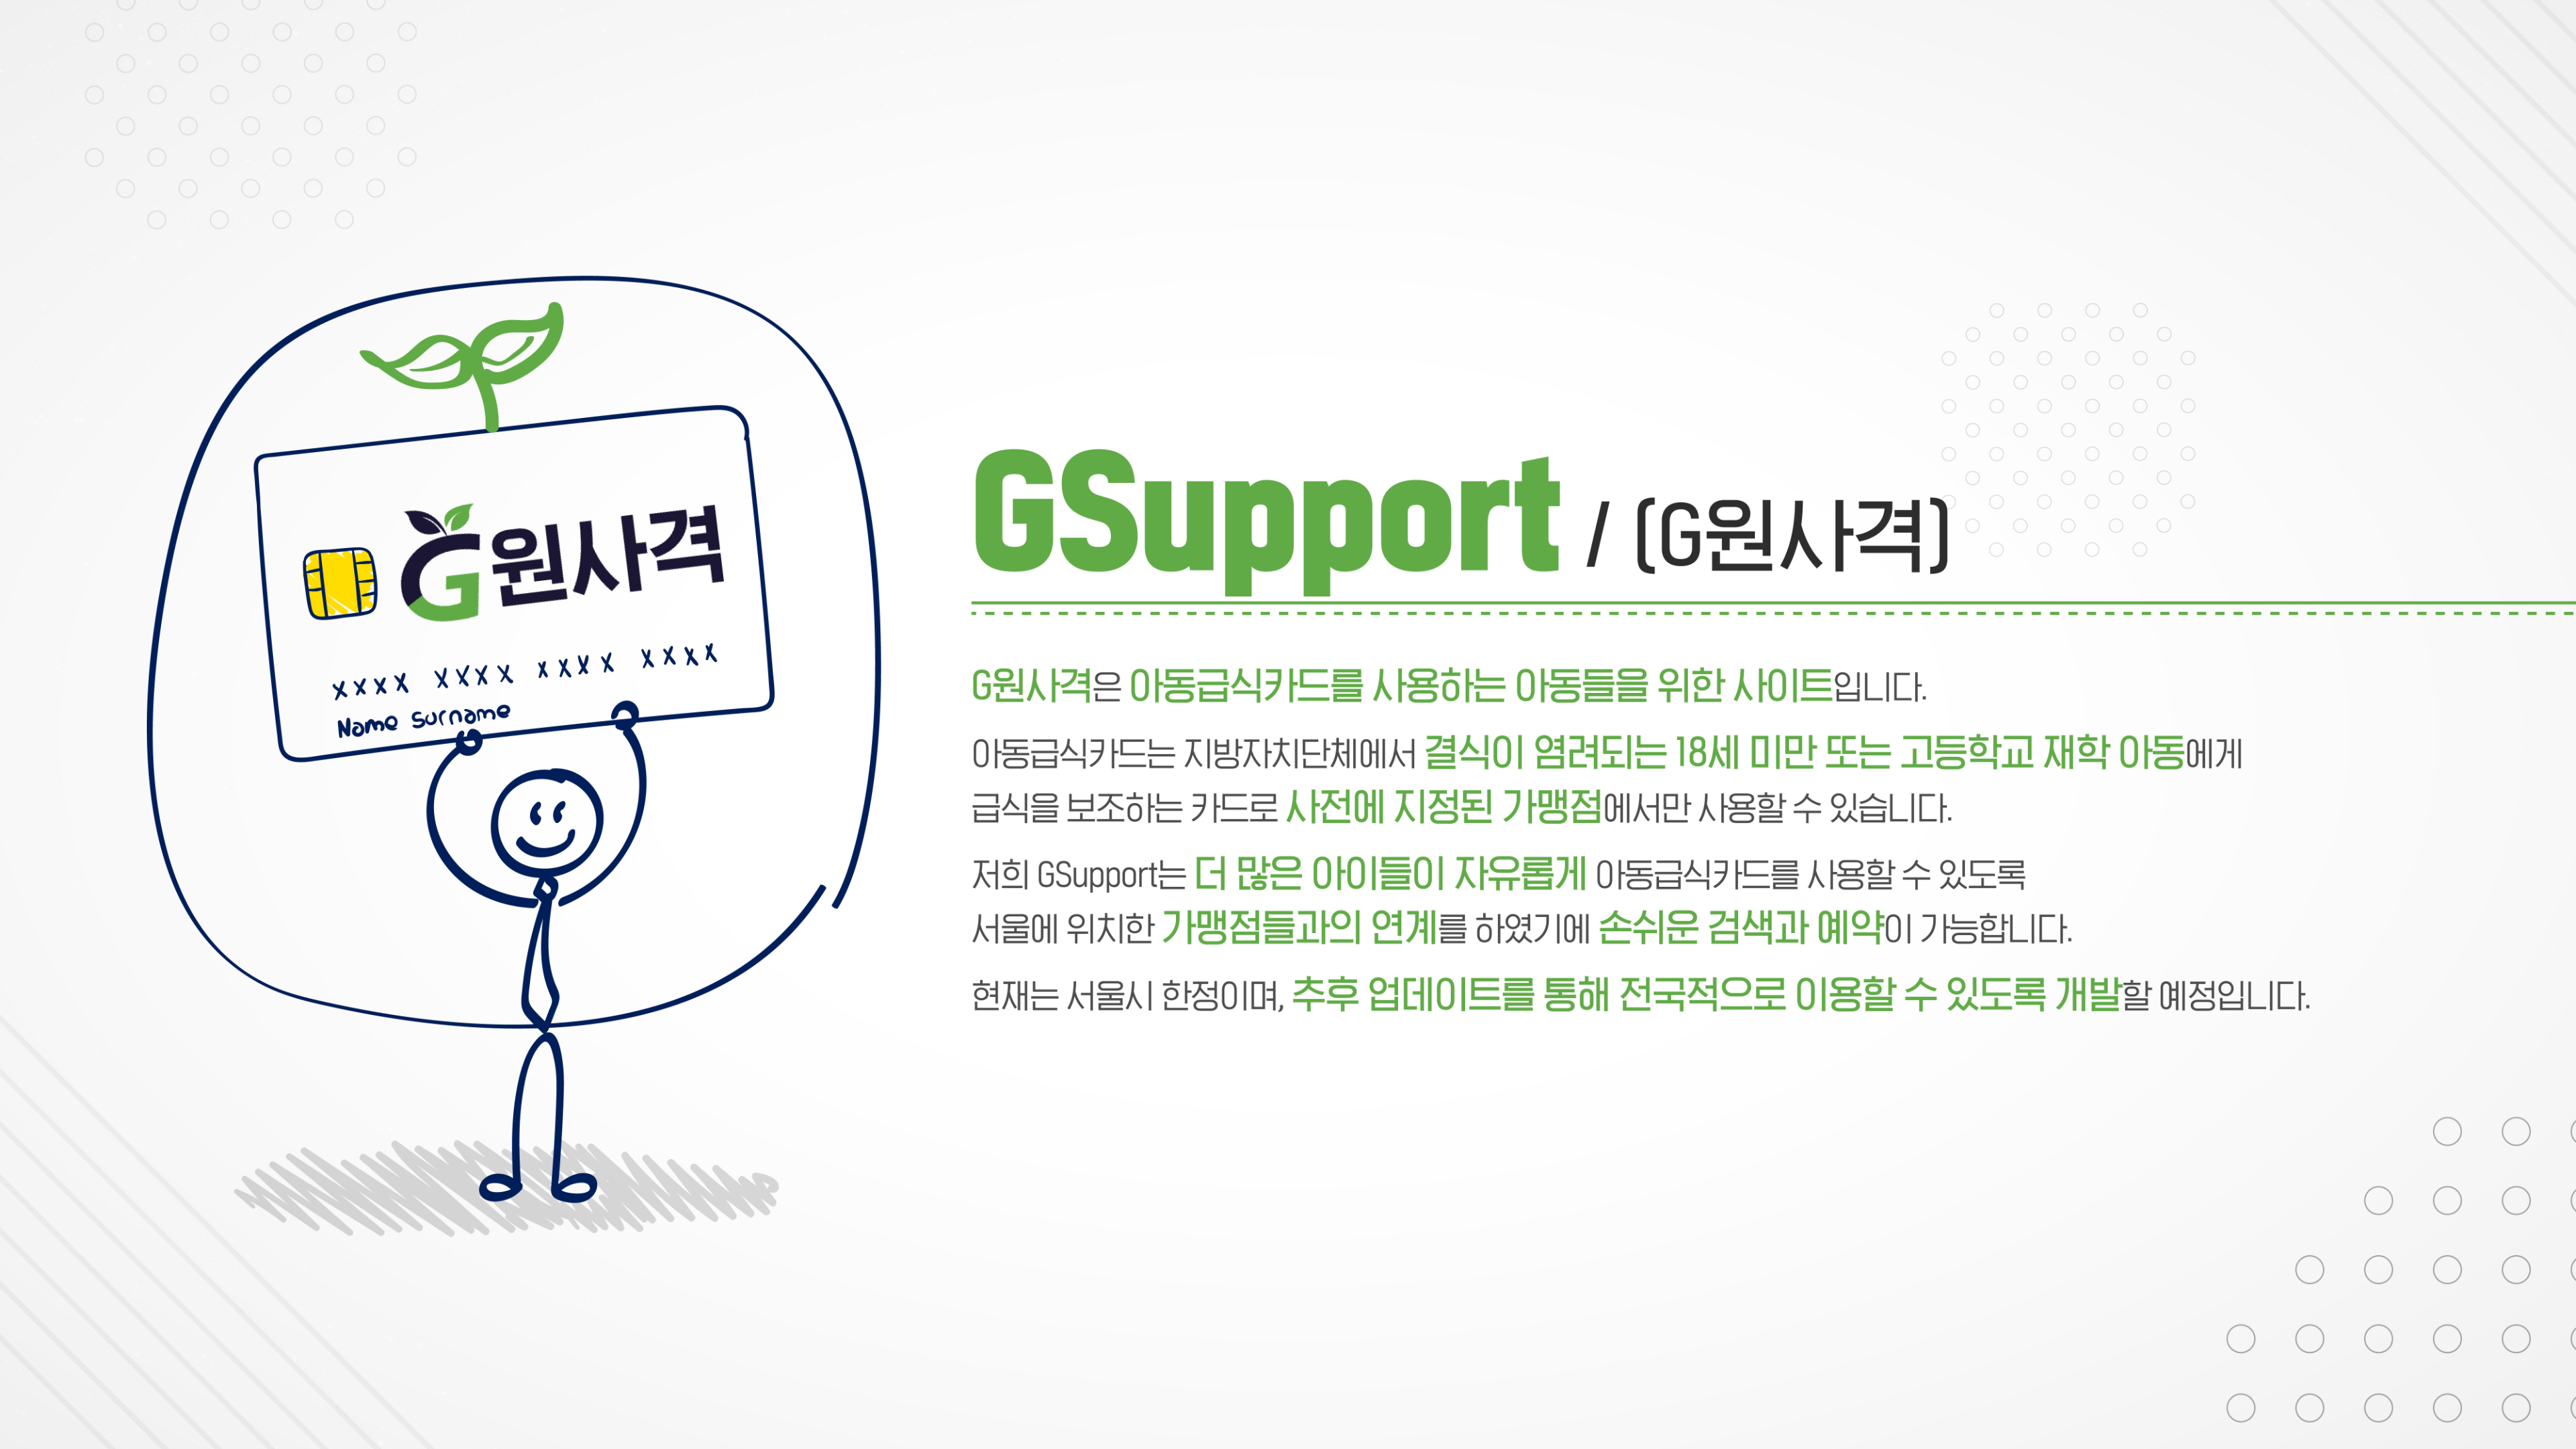 G원사격
xxxx xxxx xxxx xxxx
Name Surname
GSupport / (G원사격)
G원사격은 아동급식카드를 사용하는 아동들을 위한 사이트입니다.
아동급식카드는 지방자치단체에서 결식이 염려되는 18세 미만 또는 고등학교 재학 아동에게
급식을 보조하는 카드로 사전에 지정된 가맹점에서만 사용할 수 있습니다.
저희 GSupport는 더 많은 아이들이 자유롭게 아동급식카드를 사용할 수 있도록
서울에 위치한 가맹점들과의 연계를 하였기에 손쉬운 검색과 예약이 가능합니다.
현재는 서울시 한정이며, 추후 업데이트를 통해 전국적으로 이용할 수 있도록 개발할 예정입니다.